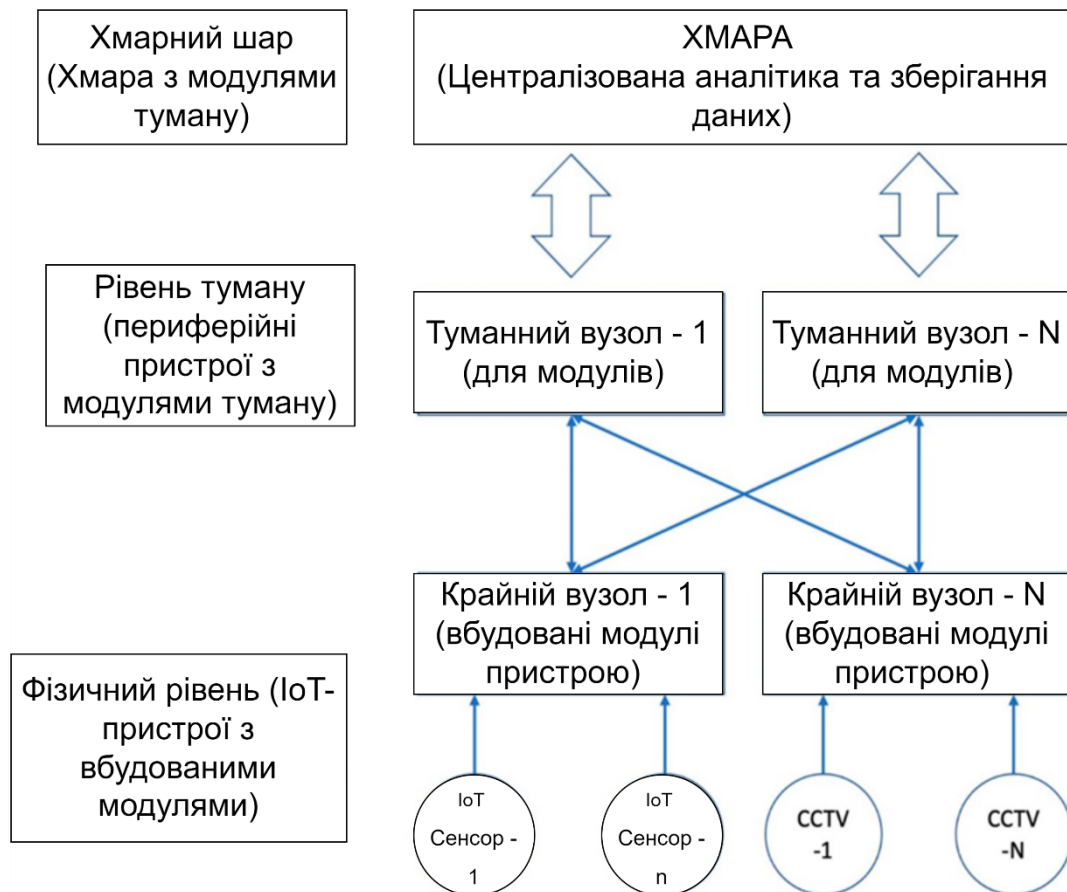 Хмарний шар
(Хмара з модулями
туману)
ХМАРА
(Централізована аналітика та зберігання
даних)
Рівень туману
(периферійні
пристрої з
модулями туману)
Туманний вузол - 1
(для модулів)
Туманний вузол - N
(для модулів)
Крайній вузол - 1
(вбудовані модулі
пристрою)
Крайній вузол - N
(вбудовані модулі
пристрою)
Фізичний рівень (IoT-
пристрої з
вбудованими
модулями)
IoT
Сенсор -
1
IoT
Сенсор -
n
CCTV
-1
CCTV
-N